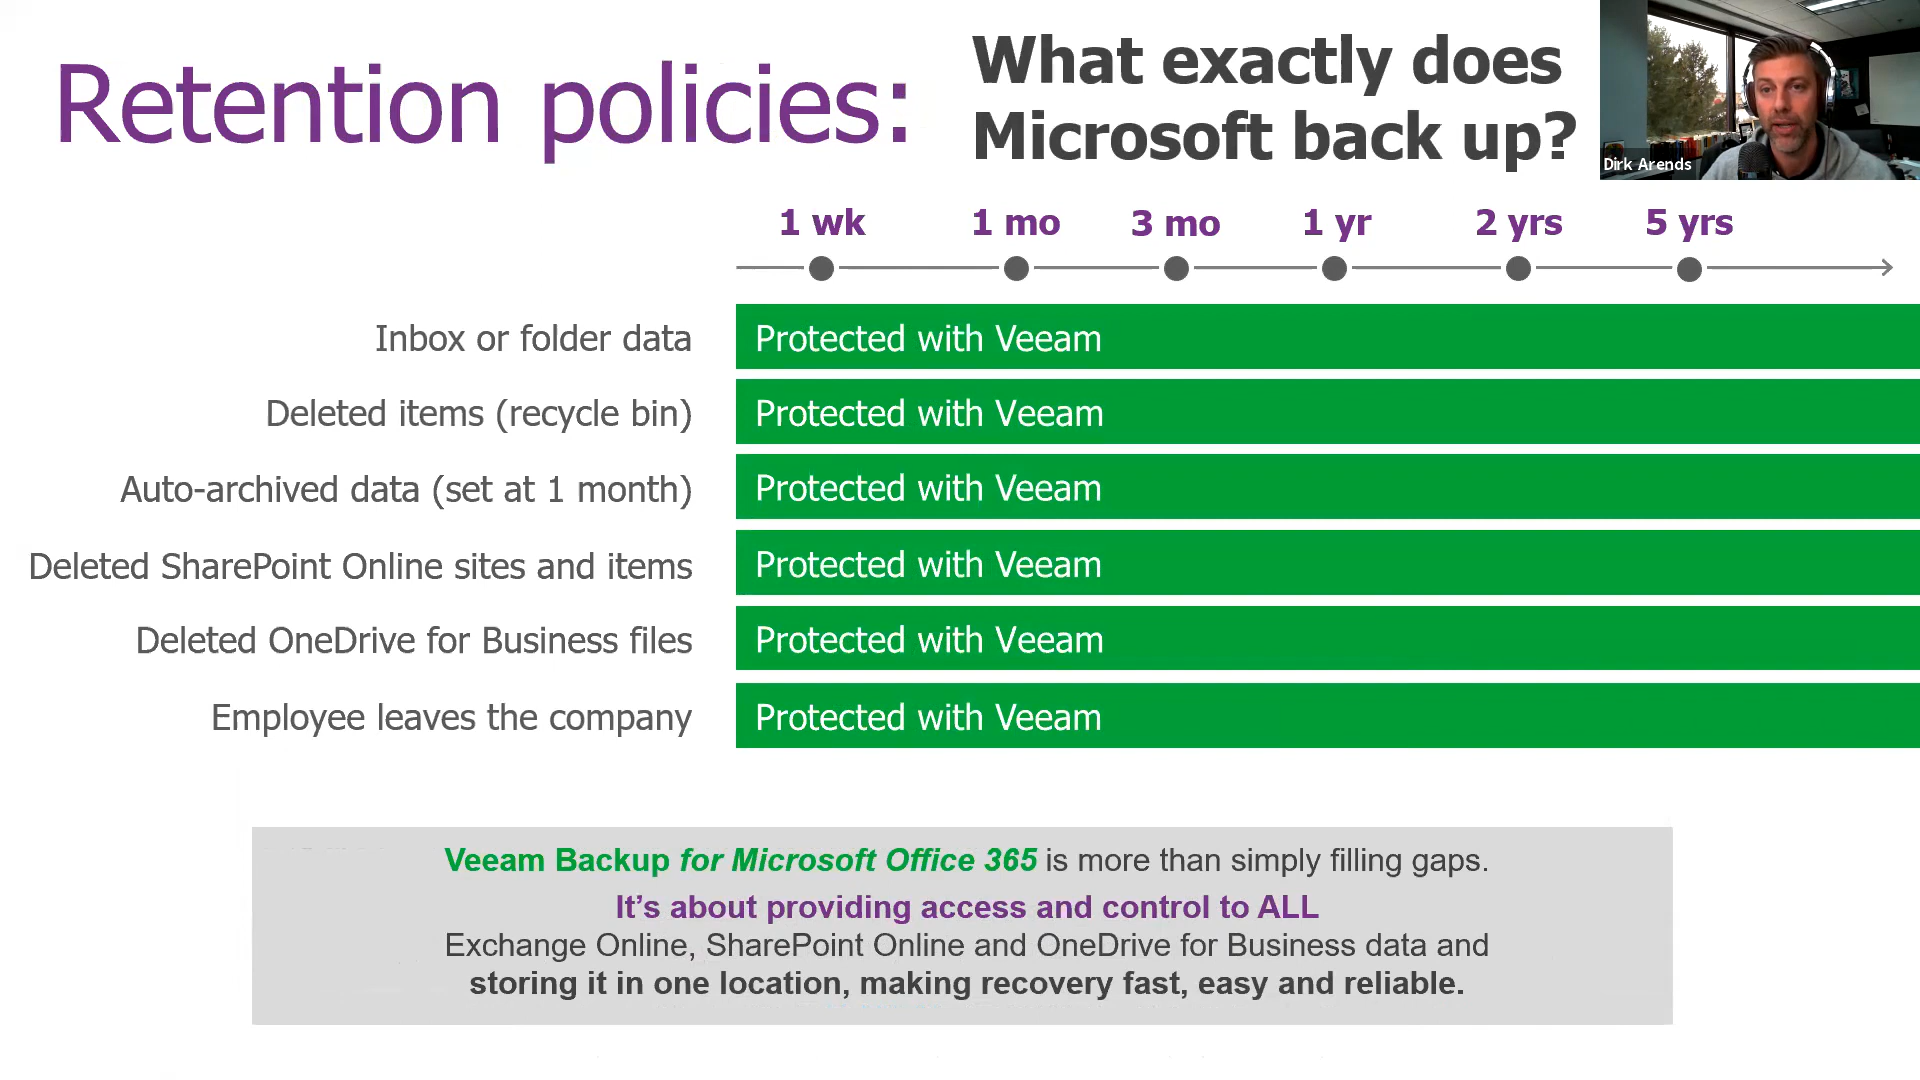 Retention policies:
What exactly does
Microsoft back up?
Dirk Arends
1 wk 1 mo 3 mo 1 yr 2 yrs 5 yrs
Inbox or folder data Protected with Veeam
Deleted items (recycle bin) Protected with Veeam
Auto-archived data (set at 1 month) Protected with Veeam
Deleted SharePoint Online sites and items Protected with Veeam
Deleted OneDrive for Business files Protected with Veeam
Employee leaves the company Protected with Veeam
Veeam Backup for Microsoft Office 365 is more than simply filling gaps.
It’s about providing access and control to ALL
Exchange Online, SharePoint Online and OneDrive for Business data and
storing it in one location, making recovery fast, easy and reliable.